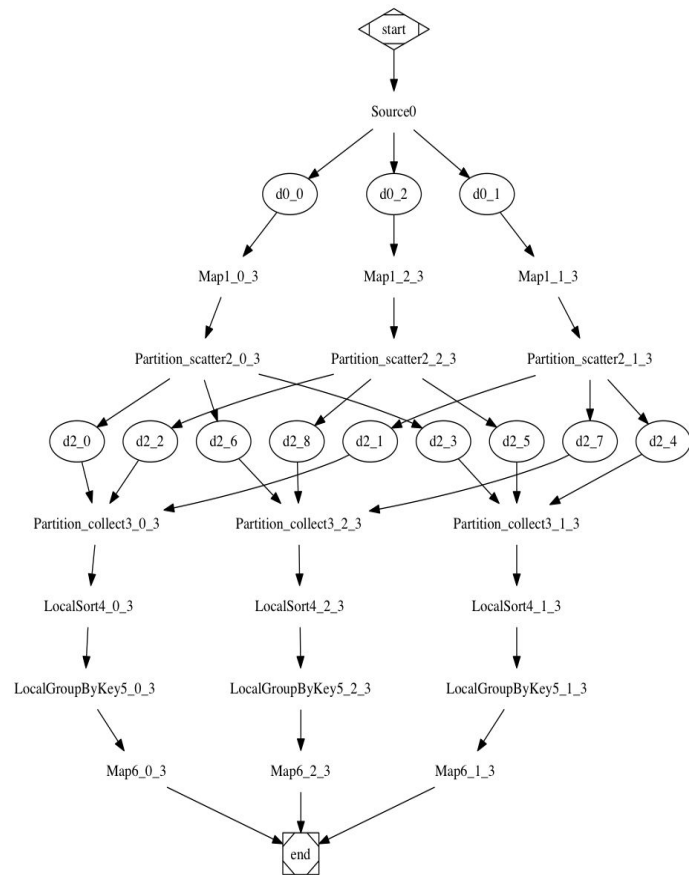 start
Source0
d0_0 d0_2 d0_1
Map1_0_3 Map1_2_3 Map1_1_3
Partition_scatter2_0_3 Partition_scatter2_2_3 Partition_scatter2_1_3
d2_0 d2_2 d2_6 d2_8 d2_1 d2_3 d2_5 d2_7 d2_4
Partition_collect3_0_3 Partition_collect3_2_3 Partition_collect3_1_3
LocalSort4_0_3 LocalSort4_2_3 LocalSort4_1_3
LocalGroupByKey5_0_3 LocalGroupByKey5_2_3 LocalGroupByKey5_1_3
Map6_0_3 Map6_2_3 Map6_1_3
end